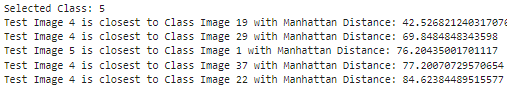 Selected Class: 5
Test Image 4 is closest to Class Image 19 with Manhattan Distance: 42.526821240317076
Test Image 4 is closest to Class Image 29 with Manhattan Distance: 69.8484848343598
Test Image 5 is closest to Class Image 1 with Manhattan Distance: 76.20435001701117
Test Image 4 is closest to Class Image 37 with Manhattan Distance: 77.20070729570654
Test Image 4 is closest to Class Image 22 with Manhattan Distance: 84.62384489515577